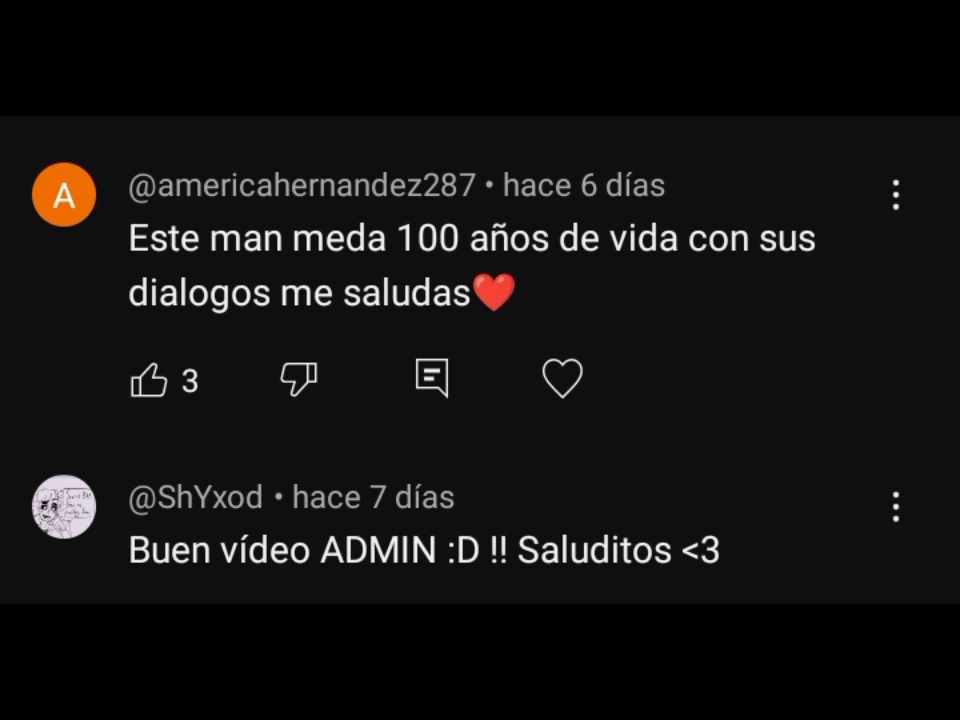 A
@americahernandez287 • hace 6 días
Este man meda 100 años de vida con sus
dialogos me saludas❤️
3
@ShYxod • hace 7 días
Buen vídeo ADMIN :D !! Saluditos <3